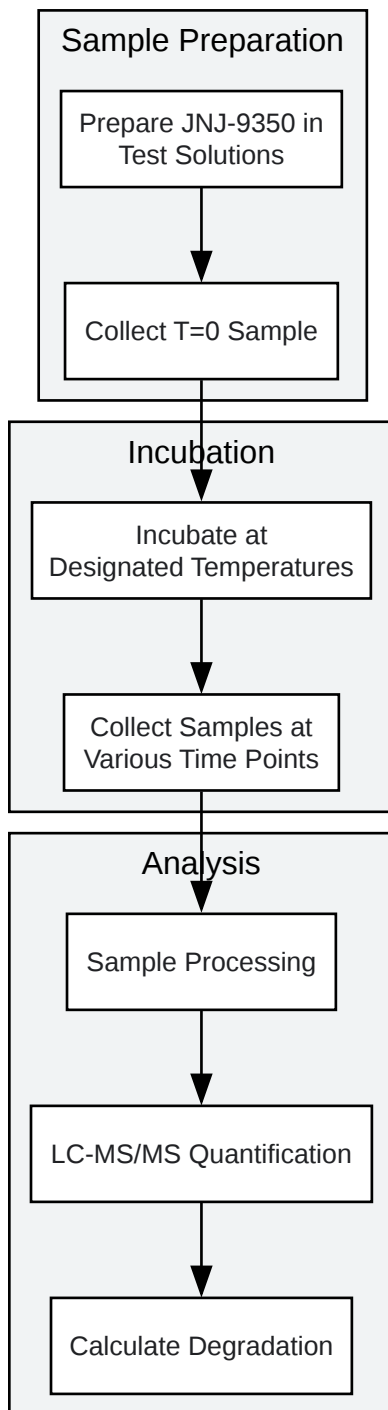 Sample Preparation
Prepare JNJ-9350 in
Test Solutions
Collect T=0 Sample
Incubation
Incubate at
Designated Temperatures
Collect Samples at
Various Time Points
Analysis
Sample Processing
LC-MS/MS Quantification
Calculate Degradation